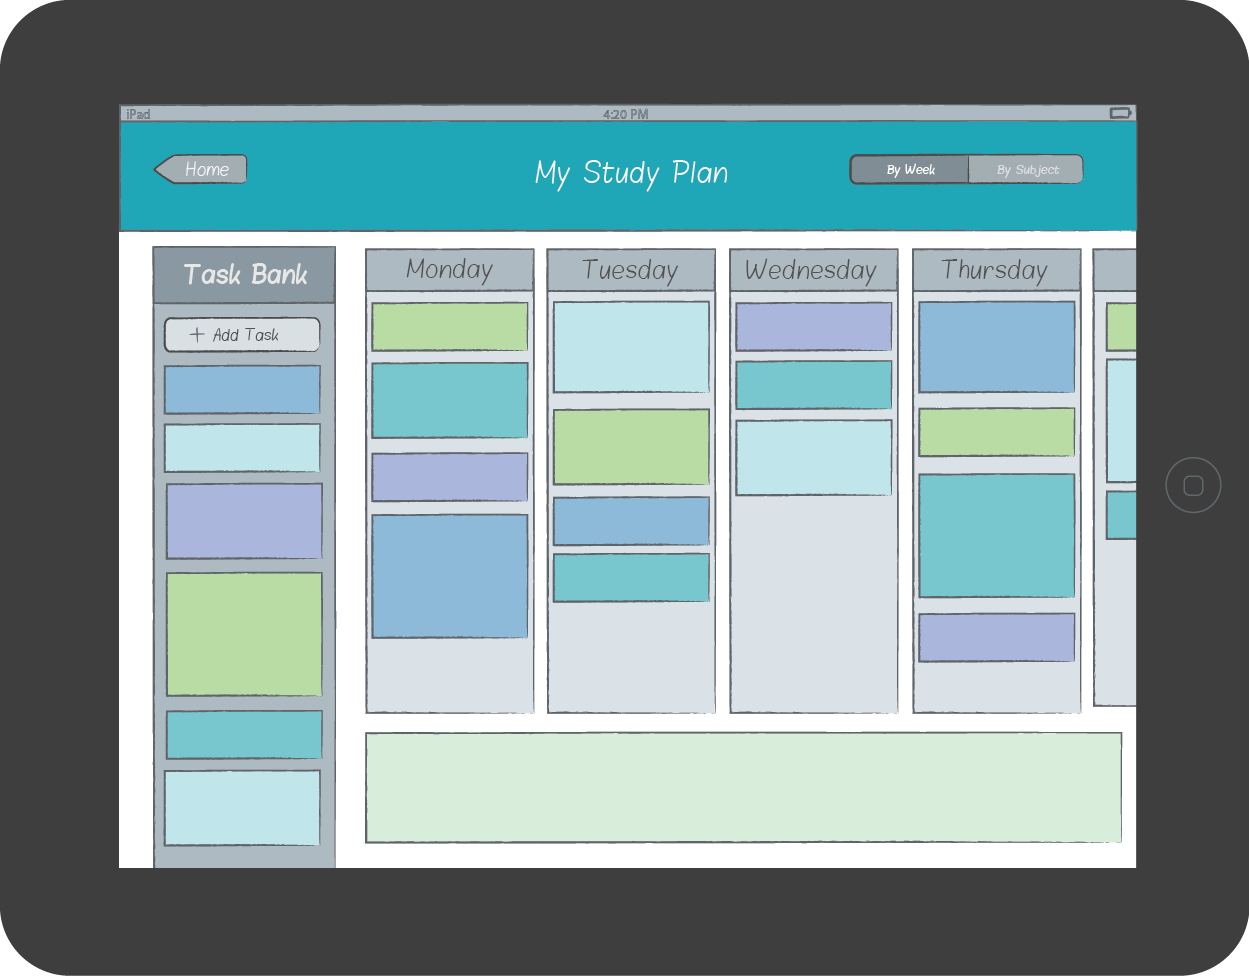 iPad
4:20 PM
Home
My Study Plan
By Week
By Subject
Task Bank
+ Add Task
Monday
Tuesday
Wednesday
Thursday